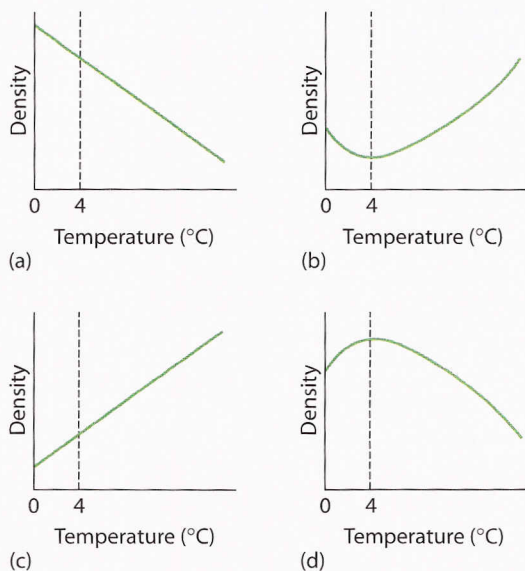 Density
0 4
Temperature (°C)
(a)
Density
0 4
Temperature (°C)
(b)
Density
0 4
Temperature (°C)
(c)
Density
0 4
Temperature (°C)
(d)